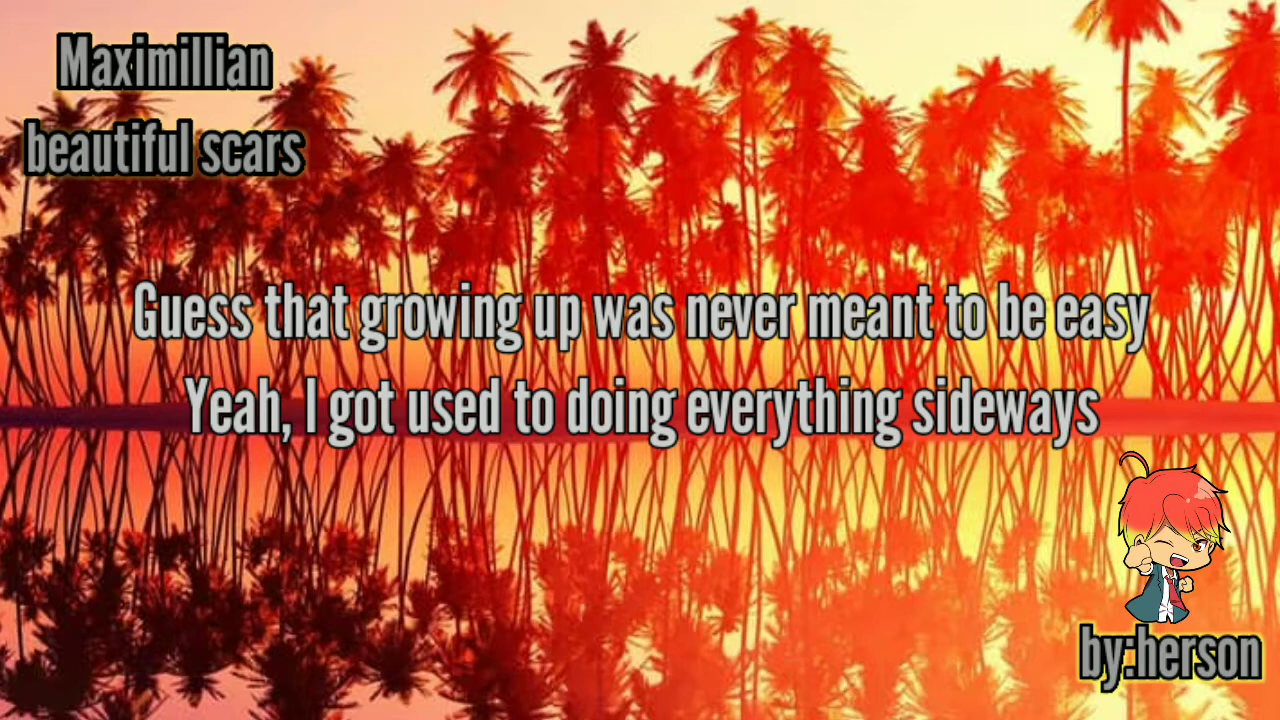 Maximillian
beautiful scars
Guess that growing up was never meant to be easy
Yeah, I got used to doing everything sideways
by:herson